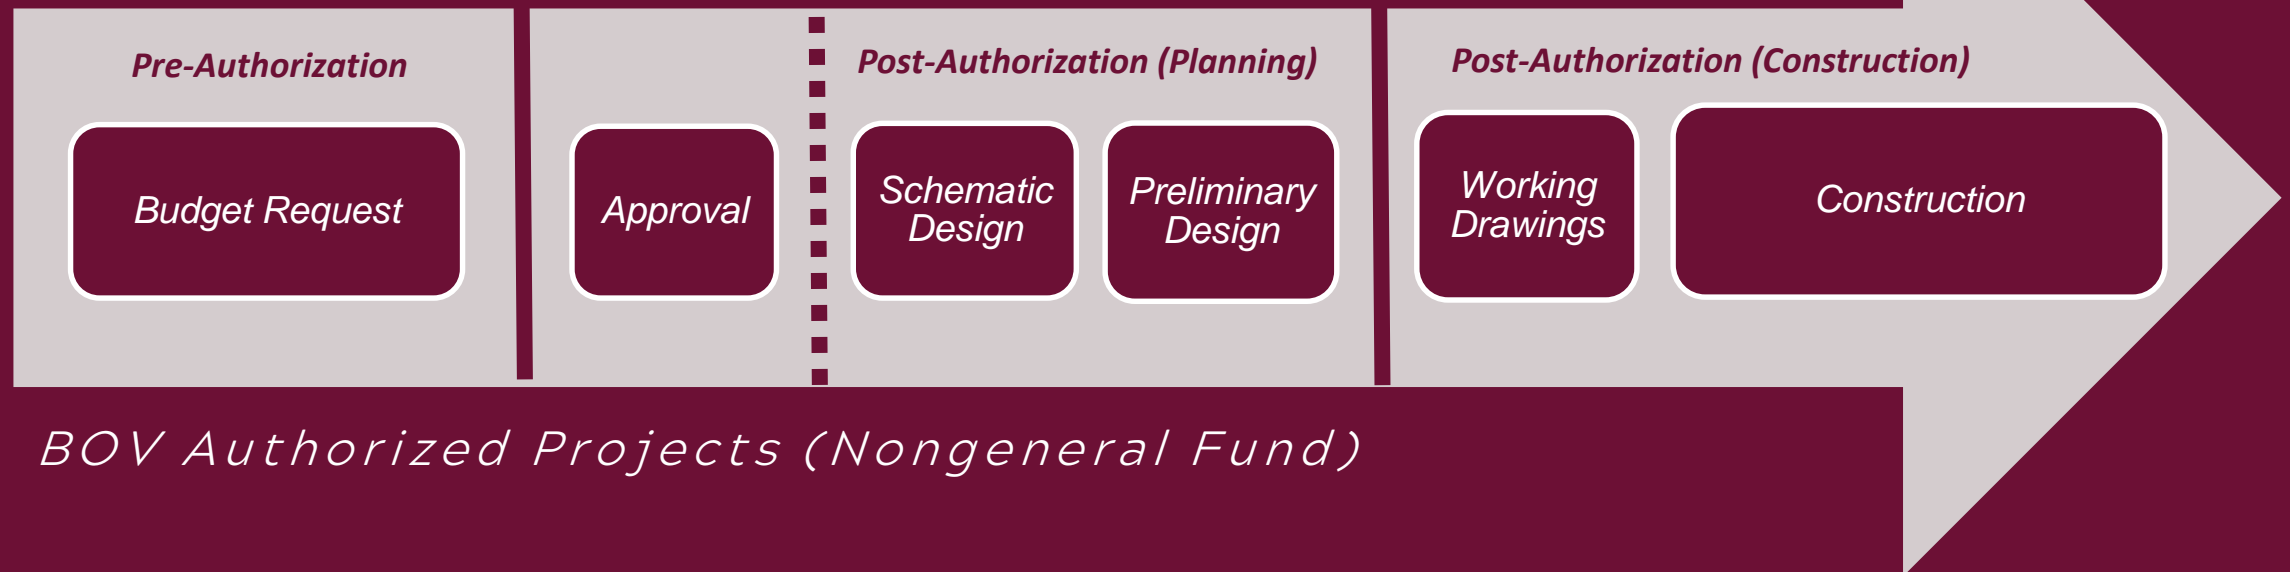 Pre-Authorization
Budget Request
Approval
Post-Authorization (Planning)
Schematic
Design
Preliminary
Design
Post-Authorization (Construction)
Working
Drawings
Construction
BOV Authorized Projects (Nongeneral Fund)